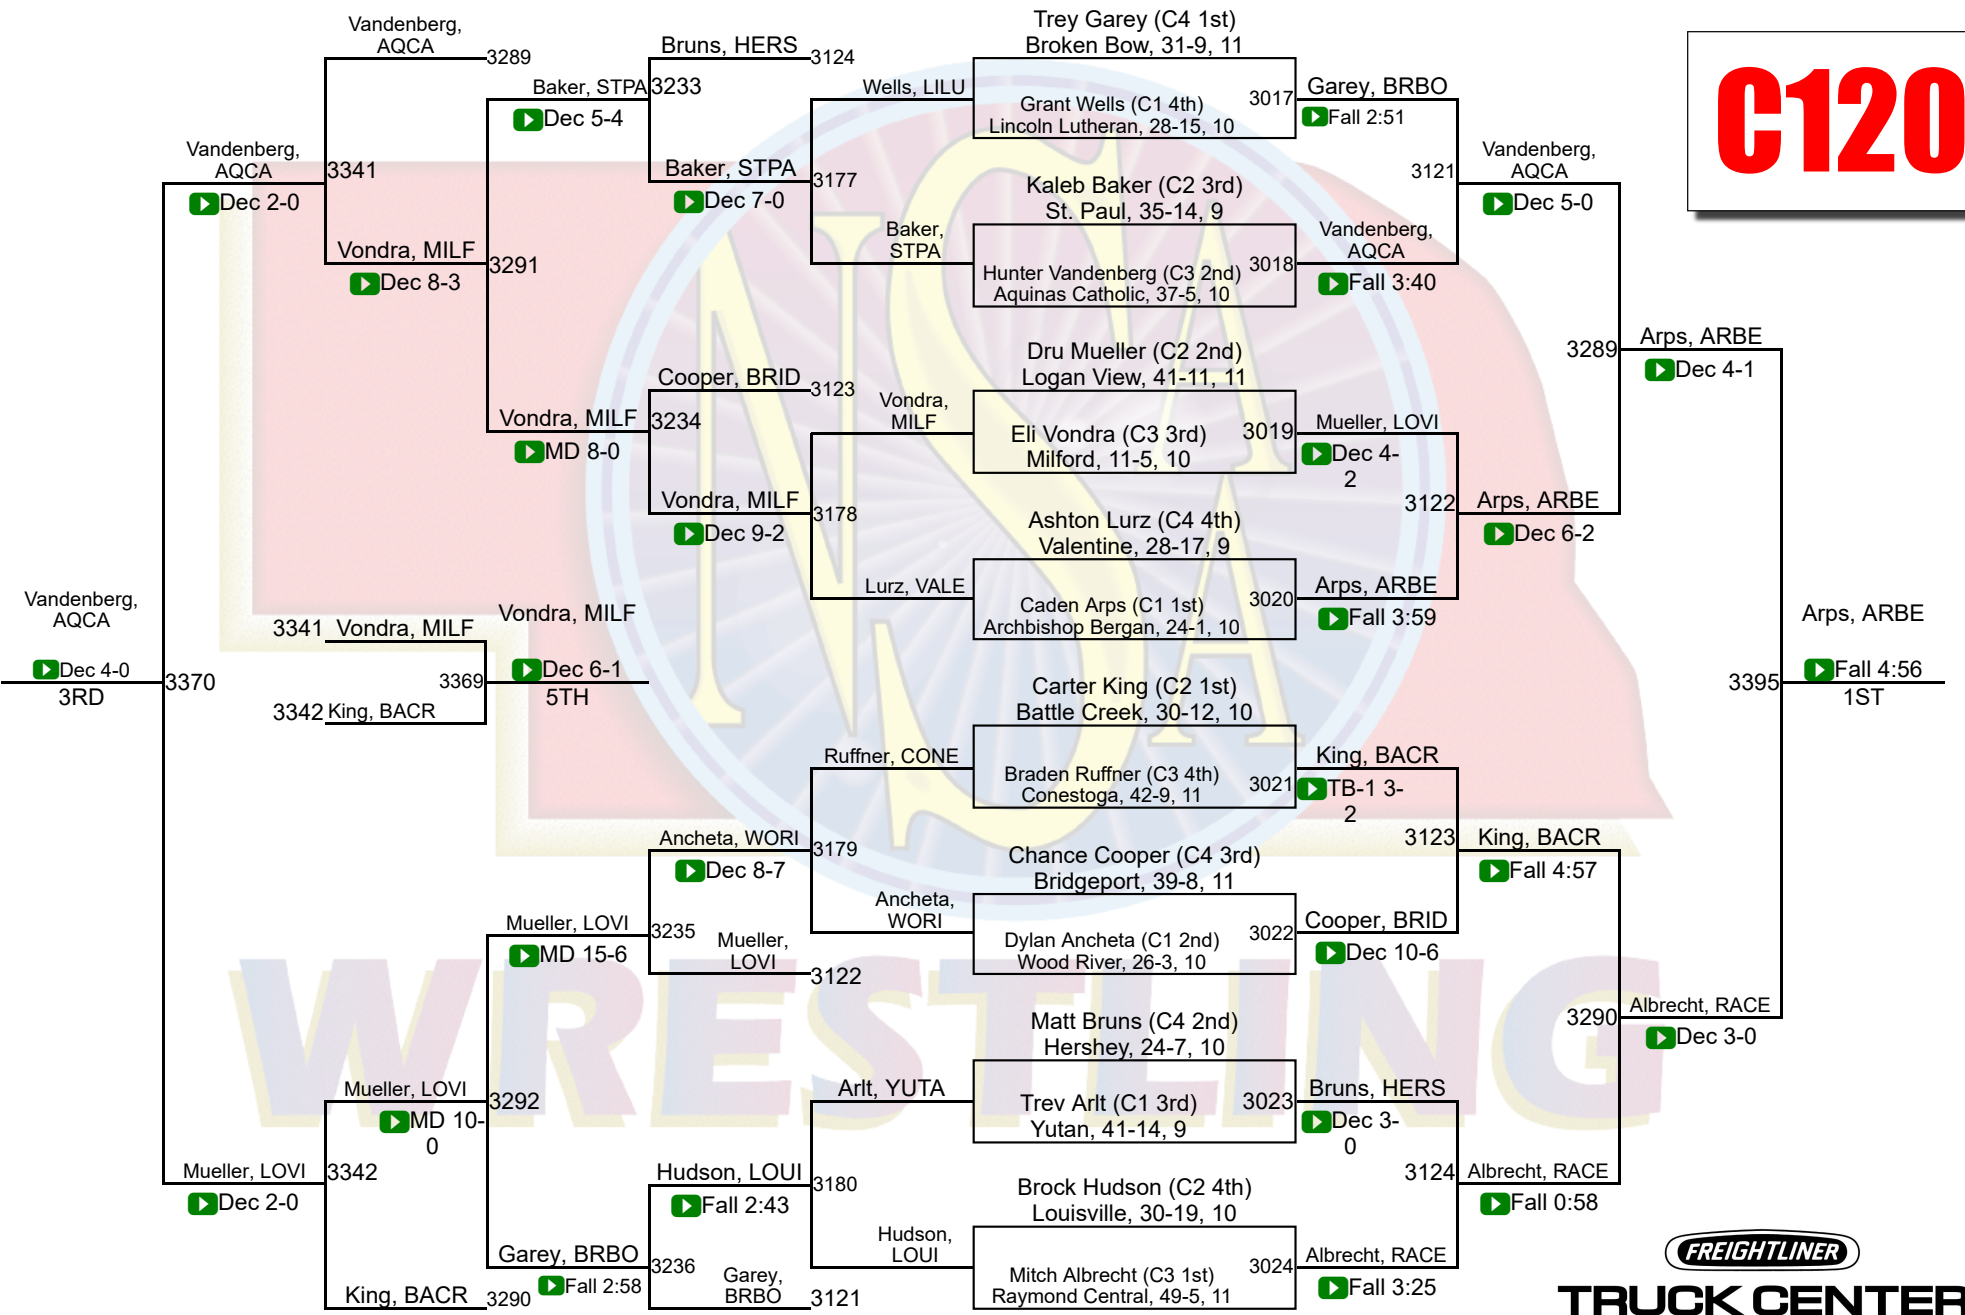 Vandenberg,
AQCA
3289
Vandenberg,
AQCA
3341
Dec 2-0
Vondra, MILF
Dec 8-3
3291
Baker, STPA
Dec 5-4
3233
Bruns, HERS
3124
Baker, STPA
Dec 7-0
3177
Wells, LILU
Baker,
STPA
Cooper, BRID
3123
Vondra, MILF
MD 8-0
3234
Vondra, MILF
Dec 9-2
3178
Vondra,
MILF
Lurz, VALE
Vandenberg,
AQCA
Dec 4-0
3RD
3370
3341
Vondra, MILF
3342
King, BACR
3369
Vondra, MILF
Dec 6-1
5TH
Ruffner, CONE
Ancheta, WORI
Dec 8-7
3179
Ancheta,
WORI
Mueller, LOVI
MD 15-6
3235
Mueller,
LOVI
3122
Mueller, LOVI
MD 10-
0
3292
Mueller, LOVI
Dec 2-0
3342
Arlt, YUTA
Hudson, LOUI
Fall 2:43
3180
Hudson,
LOUI
Garey, BRBO
Fall 2:58
3236
Garey,
BRBO
3121
King, BACR
3290
Trey Garey (C4 1st)
Broken Bow, 31-9, 11
Grant Wells (C1 4th)
Lincoln Lutheran, 28-15, 10
3017
Kaleb Baker (C2 3rd)
St. Paul, 35-14, 9
Hunter Vandenberg (C3 2nd)
Aquinas Catholic, 37-5, 10
3018
Dru Mueller (C2 2nd)
Logan View, 41-11, 11
Eli Vondra (C3 3rd)
Milford, 11-5, 10
3019
Ashton Lurz (C4 4th)
Valentine, 28-17, 9
Caden Arps (C1 1st)
Archbishop Bergan, 24-1, 10
3020
Carter King (C2 1st)
Battle Creek, 30-12, 10
Braden Ruffner (C3 4th)
Conestoga, 42-9, 11
3021
Chance Cooper (C4 3rd)
Bridgeport, 39-8, 11
Dylan Ancheta (C1 2nd)
Wood River, 26-3, 10
3022
Matt Bruns (C4 2nd)
Hershey, 24-7, 10
Trev Arlt (C1 3rd)
Yutan, 41-14, 9
3023
Brock Hudson (C2 4th)
Louisville, 30-19, 10
Mitch Albrecht (C3 1st)
Raymond Central, 49-5, 11
3024
Garey, BRBO
Fall 2:51
3121
Vandenberg,
AQCA
Fall 3:40
Vandenberg,
AQCA
Dec 5-0
Mueller, LOVI
Dec 4-
2
3122
Arps, ARBE
Fall 3:59
Arps, ARBE
Dec 6-2
3289
Arps, ARBE
Dec 4-1
King, BACR
TB-1 3-
2
3123
Cooper, BRID
Dec 10-6
King, BACR
Fall 4:57
Bruns, HERS
Dec 3-
0
3124
Albrecht, RACE
Fall 3:25
Albrecht, RACE
Fall 0:58
3290
Albrecht, RACE
Dec 3-0
3395
Arps, ARBE
Fall 4:56
1ST
C120
NSAA
WRESTLING
FREIGHTLINER
TRUCK CENTER